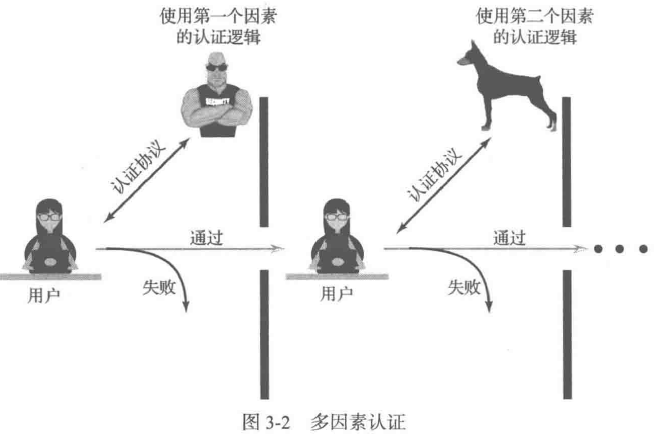 使用第一个因素
的认证逻辑
使用第二个因素
的认证逻辑
SECURITY
认证协议
认证协议
通过
通过
失败
失败
用户
用户
图 3-2 多因素认证